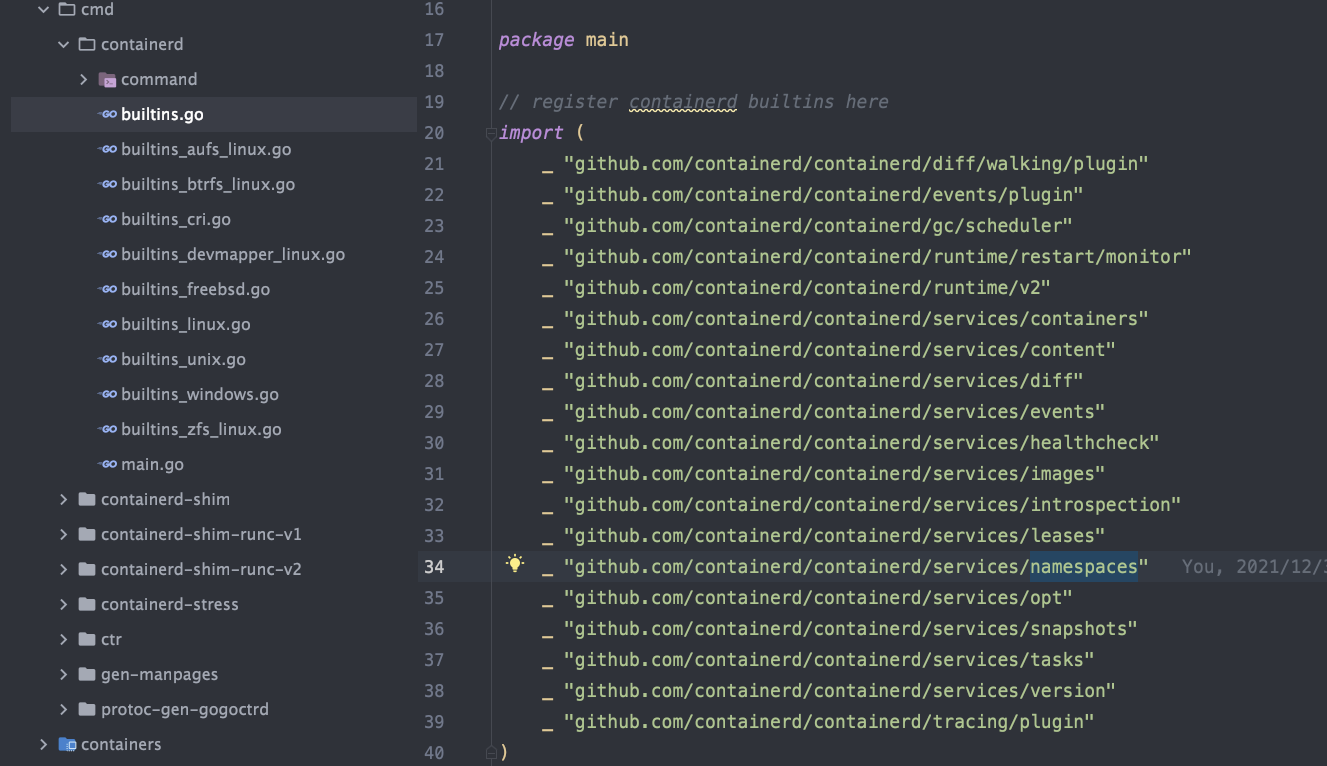 cmd
containerd
command
builtins.go
builtins_aufs_linux.go
builtins_btrfs_linux.go
builtins_cri.go
builtins_devmapper_linux.go
builtins_freebsd.go
builtins_linux.go
builtins_unix.go
builtins_windows.go
builtins_zfs_linux.go
main.go
containerd-shim
containerd-shim-runc-v1
containerd-shim-runc-v2
containerd-stress
ctr
gen-manpages
protoc-gen-gogoctrd
containers
16
17 package main
18
19 // register containerd builtins here
20 import (
21 _ "github.com/containerd/containerd/diff/walking/plugin"
22 _ "github.com/containerd/containerd/events/plugin"
23 _ "github.com/containerd/containerd/gc/scheduler"
24 _ "github.com/containerd/containerd/runtime/restart/monitor"
25 _ "github.com/containerd/containerd/runtime/v2"
26 _ "github.com/containerd/containerd/services/containers"
27 _ "github.com/containerd/containerd/services/content"
28 _ "github.com/containerd/containerd/services/diff"
29 _ "github.com/containerd/containerd/services/events"
30 _ "github.com/containerd/containerd/services/healthcheck"
31 _ "github.com/containerd/containerd/services/images"
32 _ "github.com/containerd/containerd/services/introspection"
33 _ "github.com/containerd/containerd/services/leases"
34 _ "github.com/containerd/containerd/services/namespaces" You, 2021/12/
35 _ "github.com/containerd/containerd/services/opt"
36 _ "github.com/containerd/containerd/services/snapshots"
37 _ "github.com/containerd/containerd/services/tasks"
38 _ "github.com/containerd/containerd/services/version"
39 _ "github.com/containerd/containerd/tracing/plugin"
40 )